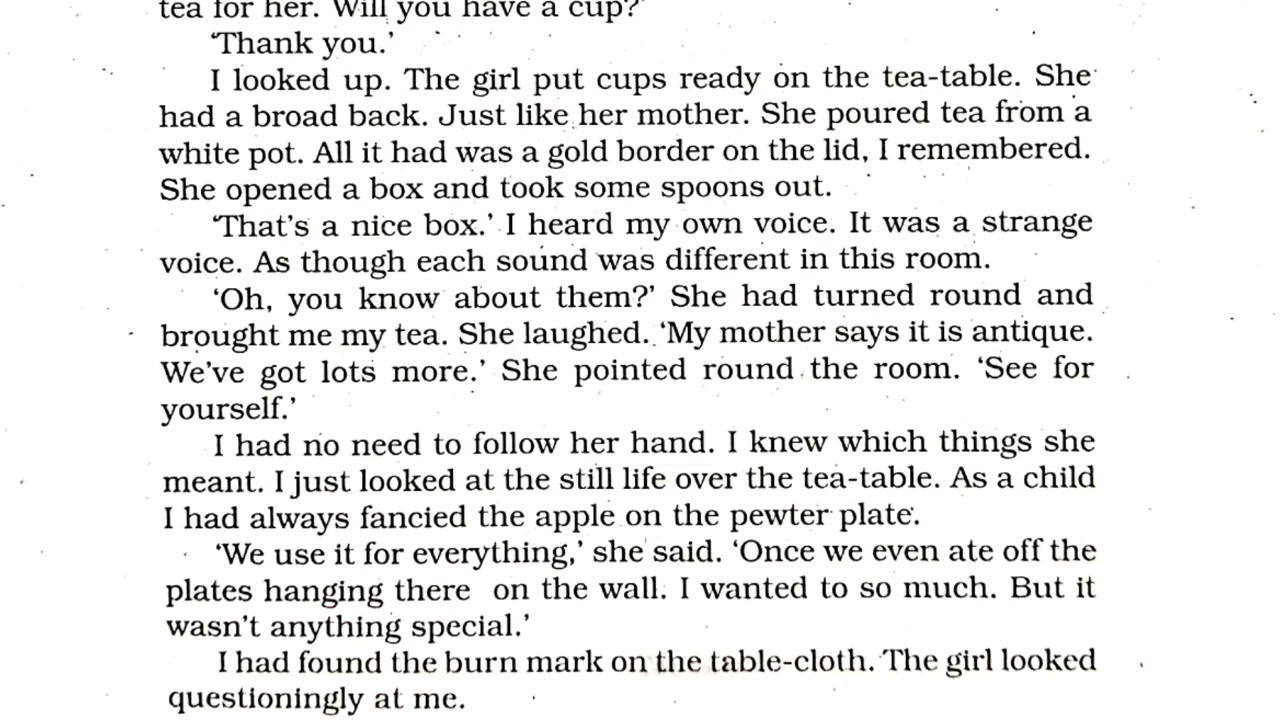 tea for her. Will you have a cup?'
'Thank you.'
I looked up. The girl put cups ready on the tea-table. She
had a broad back. Just like her mother. She poured tea from a
white pot. All it had was a gold border on the lid, I remembered.
She opened a box and took some spoons out.
'That's a nice box.' I heard my own voice. It was a strange
voice. As though each sound was different in this room.
'Oh, you know about them?' She had turned round and
brought me my tea. She laughed. 'My mother says it is antique.
We've got lots more.' She pointed round the room. 'See for
yourself.'
I had no need to follow her hand. I knew which things she
meant. I just looked at the still life over the tea-table. As a child
I had always fancied the apple on the pewter plate.
'We use it for everything,' she said. 'Once we even ate off the
plates hanging there on the wall. I wanted to so much. But it
wasn't anything special.'
I had found the burn mark on the table-cloth. The girl looked
questioningly at me.